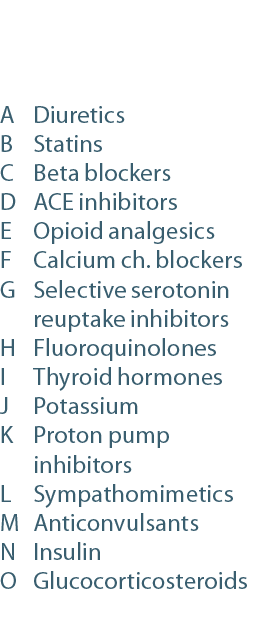 A Diuretics
B Statins
C Beta blockers
D ACE inhibitors
E Opioid analgesics
F Calcium ch. blockers
G Selective serotonin
reuptake inhibitors
H Fluoroquinolones
I Thyroid hormones
J Potassium
K Proton pump
inhibitors
L Sympathomimetics
M Anticonvulsants
N Insulin
O Glucocorticosteroids